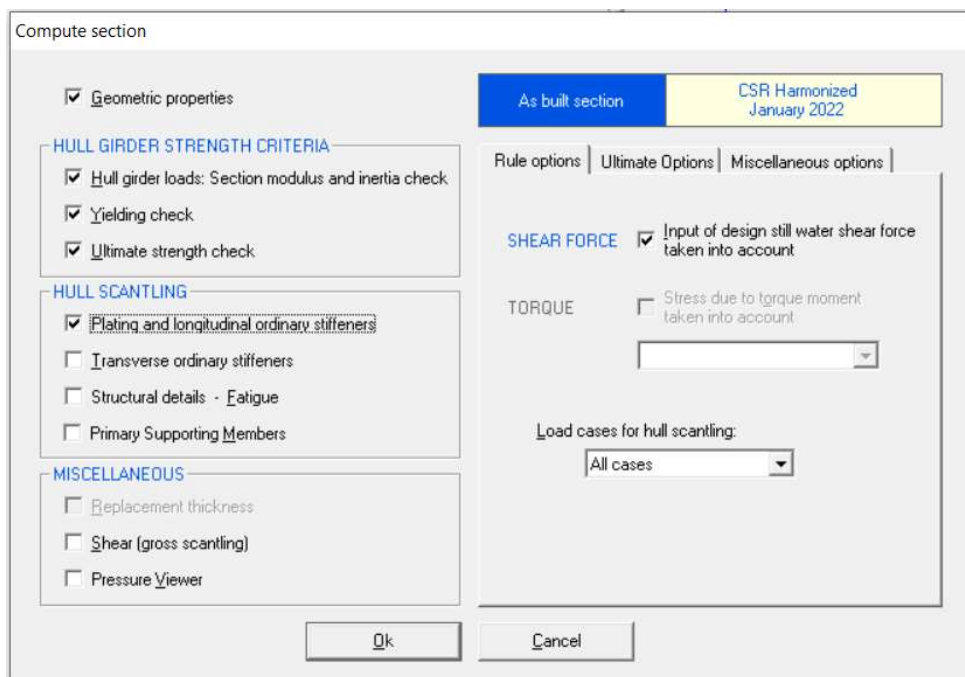 Compute section
Geometric properties
HULL GIRDER STRENGTH CRITERIA
Hull girder loads: Section modulus and inertia check
Yielding check
Ultimate strength check
HULL SCANTLING
Plating and longitudinal ordinary stiffeners
Transverse ordinary stiffeners
Structural details - Fatigue
Primary Supporting Members
MISCELLANEOUS
Replacement thickness
Shear (gross scantling)
Pressure Viewer
As built section
CSR Harmonized
January 2022
Rule options
Ultimate Options
Miscellaneous options
SHEAR FORCE
Input of design still water shear force
taken into account
TORQUE
Stress due to torque moment
taken into account
Load cases for hull scantling:
All cases
Ok
Cancel